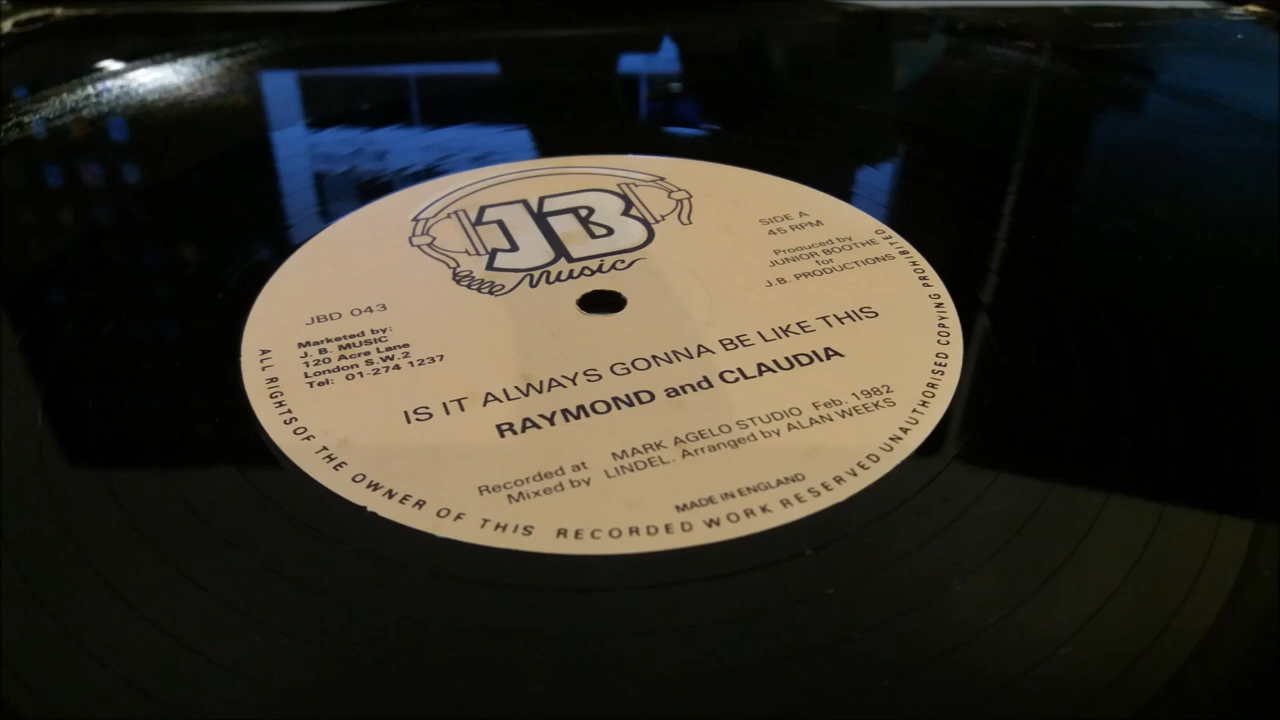 JB
Music
SIDE A
45 RPM
Produced by
JUNIOR BOOTHE
for
J.B. PRODUCTIONS
JBD 043
Marketed by:
J. B. MUSIC
120 Acre Lane
London S.W.2
Tel: 01-274 1237
IS IT ALWAYS GONNA BE LIKE THIS
RAYMOND and CLAUDIA
Recorded at MARK AGELO STUDIO Feb. 1982
Mixed by LINDEL. Arranged by ALAN WEEKS
MADE IN ENGLAND
ALL RIGHTS OF THE OWNER OF THIS RECORDED WORK RESERVED UNAUTHORISED COPYING PROHIBITED